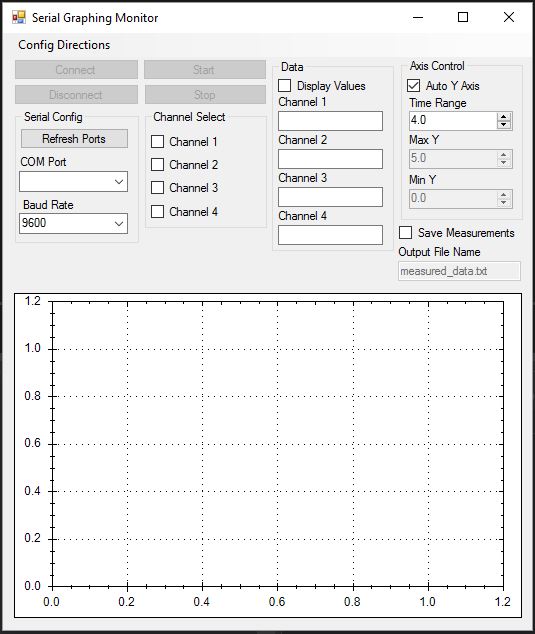 Serial Graphing Monitor
Config Directions
Connect
Start
Disconnect
Stop
Serial Config
Refresh Ports
COM Port
Baud Rate
9600
Channel Select
Channel 1
Channel 2
Channel 3
Channel 4
Data
Display Values
Channel 1
Channel 2
Channel 3
Channel 4
Axis Control
Auto Y Axis
Time Range
4.0
Max Y
5.0
Min Y
0.0
Save Measurements
Output File Name
measured_data.txt
1.2
1.0
0.8
0.6
0.4
0.2
0.0
0.0 0.2 0.4 0.6 0.8 1.0 1.2